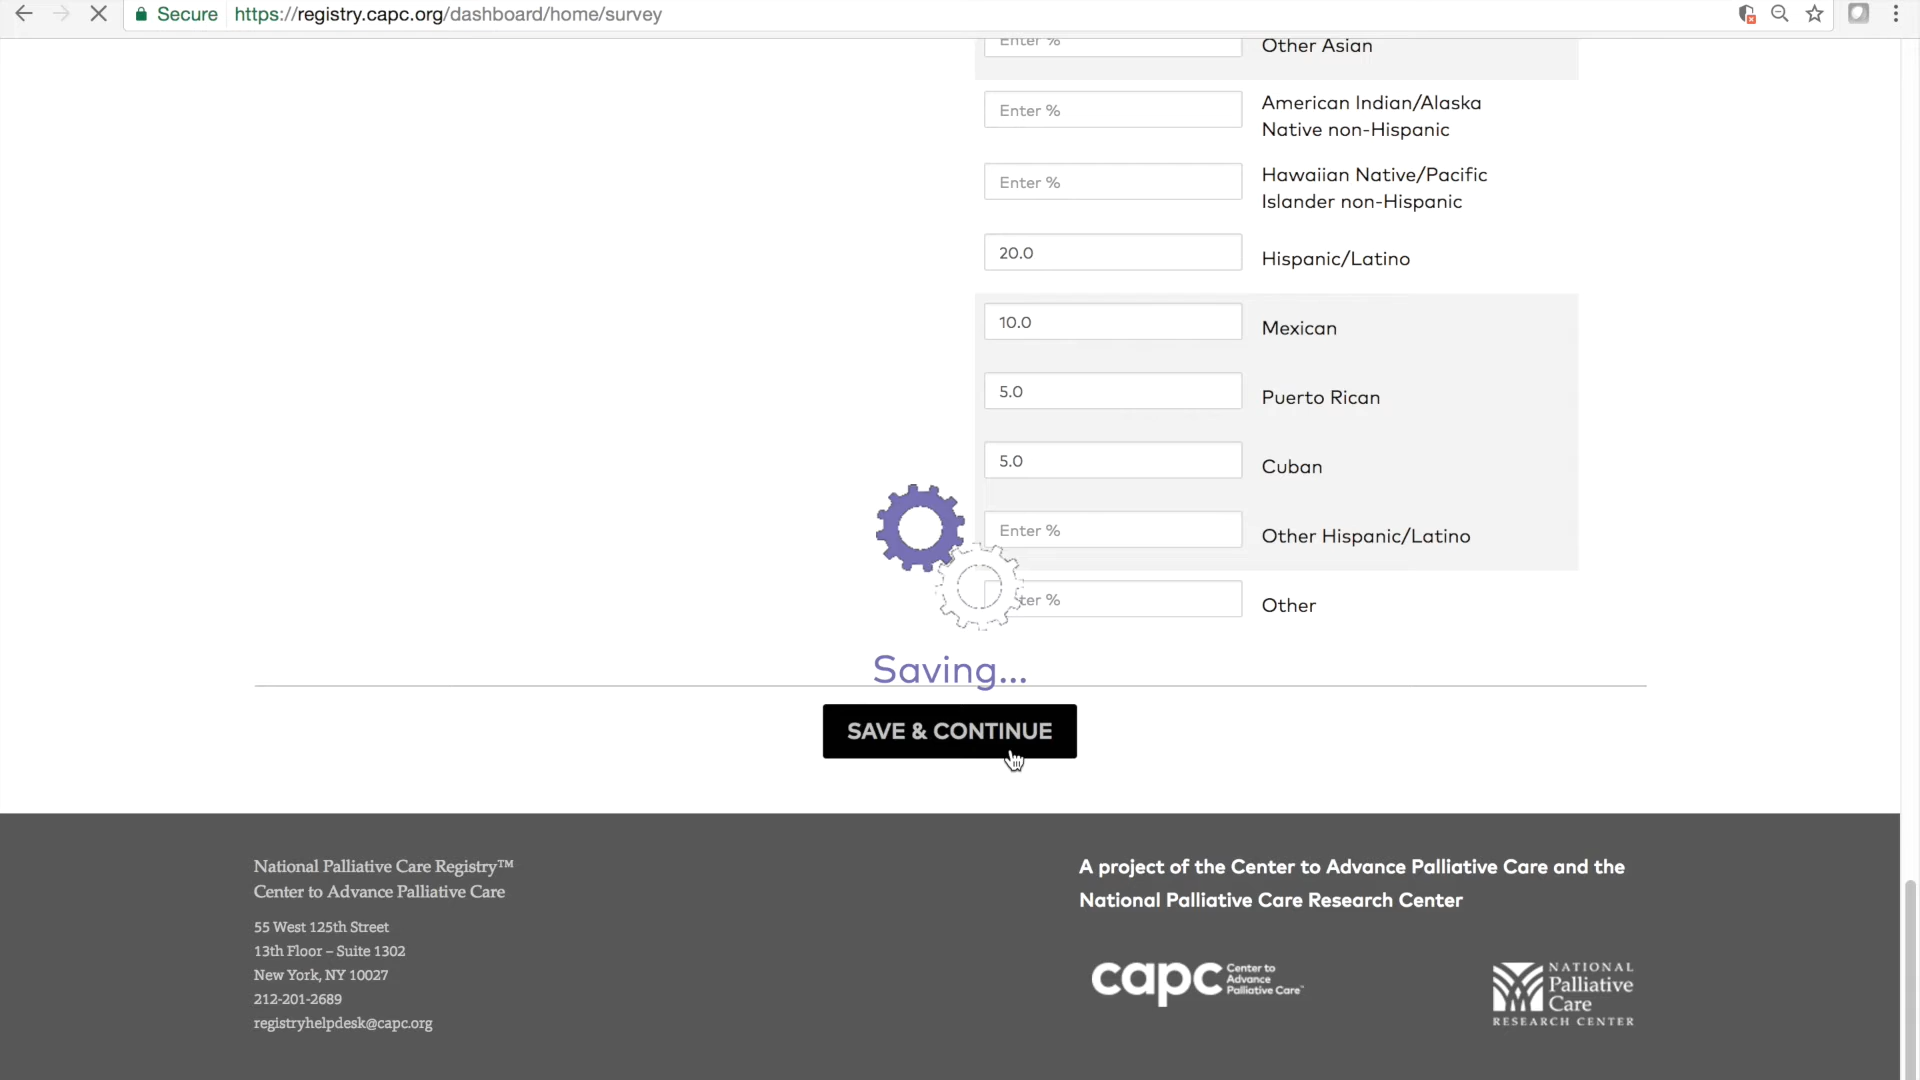 Secure https://registry.capc.org/dashboard/home/survey
Enter % Other Asian
Enter % American Indian/Alaska
Native non-Hispanic
Enter % Hawaiian Native/Pacific
Islander non-Hispanic
20.0 Hispanic/Latino
10.0 Mexican
5.0 Puerto Rican
5.0 Cuban
Enter % Other Hispanic/Latino
ter % Other
Saving...
SAVE & CONTINUE
National Palliative Care Registry™
Center to Advance Palliative Care
55 West 125th Street
13th Floor – Suite 1302
New York, NY 10027
212-201-2689
registryhelpdesk@capc.org
A project of the Center to Advance Palliative Care and the
National Palliative Care Research Center
capc Center to
Advance
Palliative Care™
NATIONAL
Palliative
Care
RESEARCH CENTER